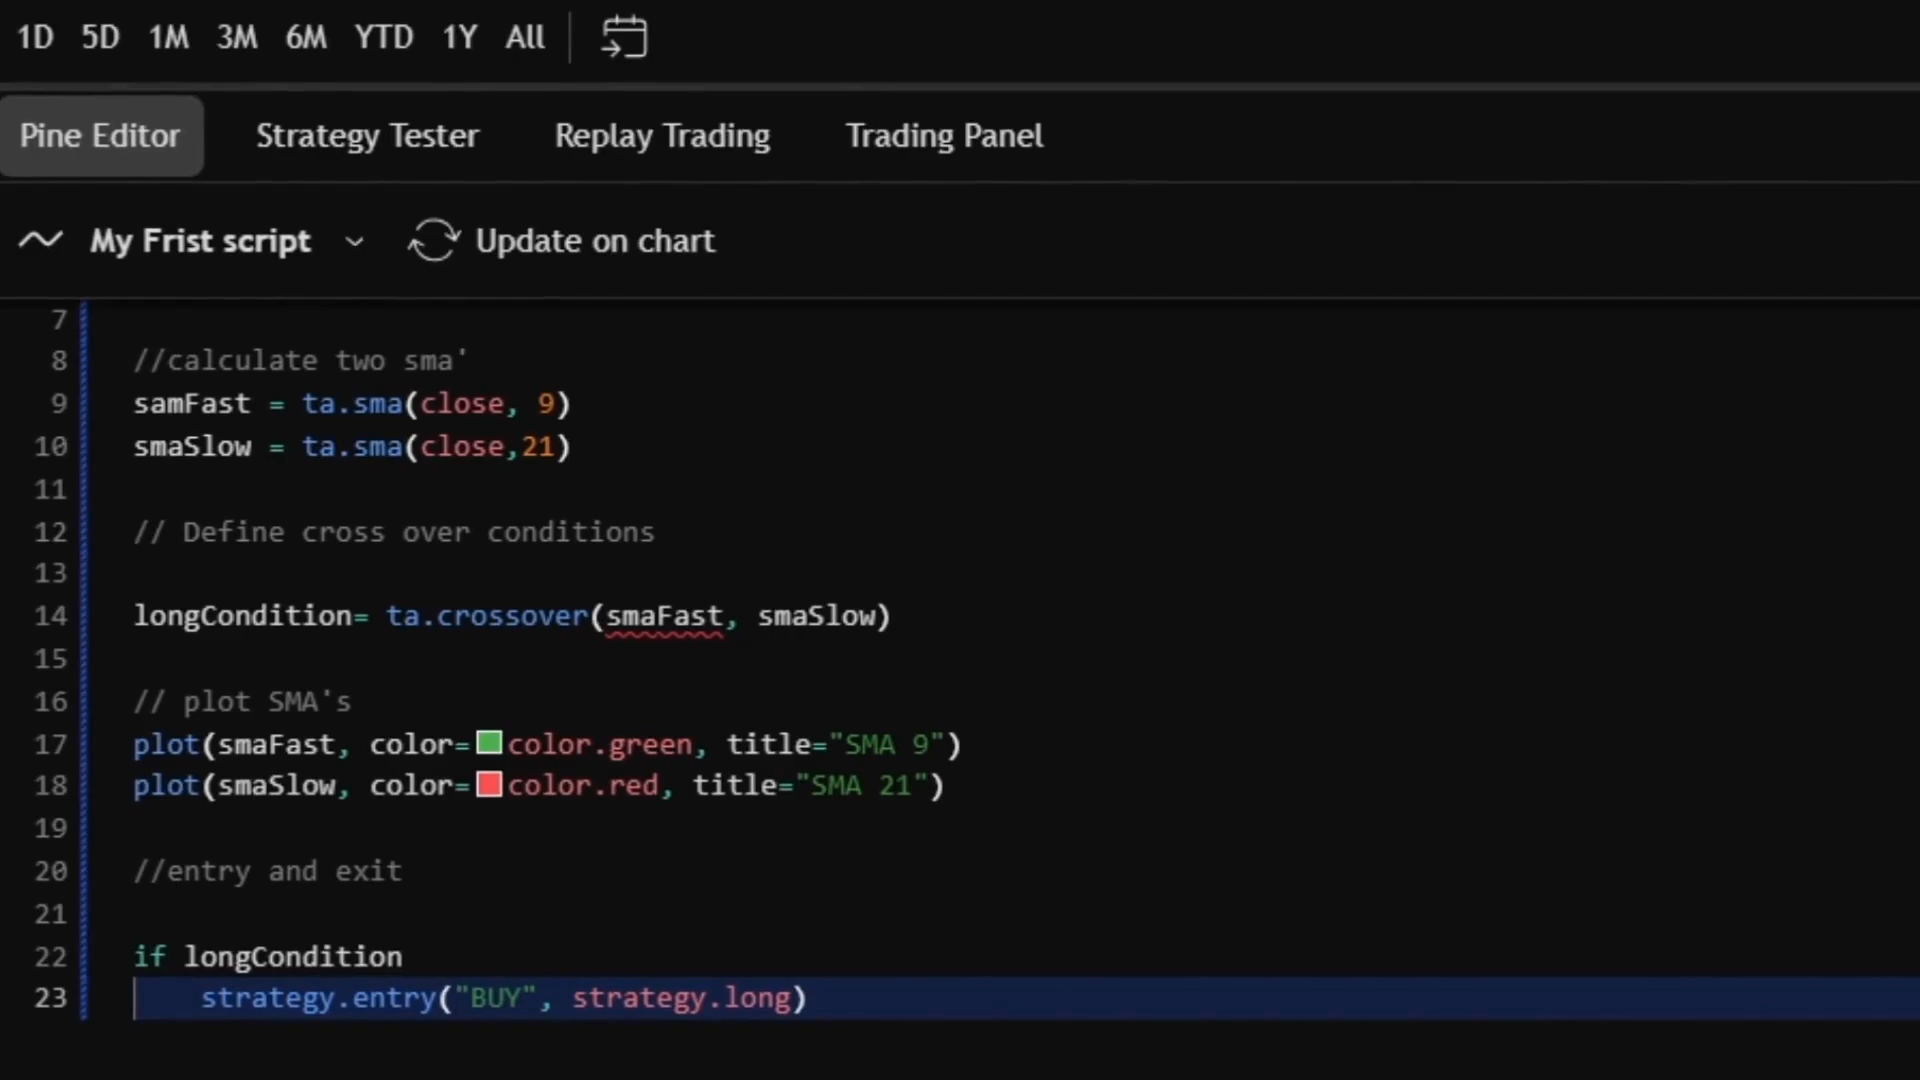 1D 5D 1M 3M 6M YTD 1Y All
Pine Editor Strategy Tester Replay Trading Trading Panel
My Frist script Update on chart
7
8 //calculate two sma'
9 samFast = ta.sma(close, 9)
10 smaSlow = ta.sma(close,21)
11
12 // Define cross over conditions
13
14 longCondition= ta.crossover(smaFast, smaSlow)
15
16 // plot SMA's
17 plot(smaFast, color=color.green, title="SMA 9")
18 plot(smaSlow, color=color.red, title="SMA 21")
19
20 //entry and exit
21
22 if longCondition
23 strategy.entry("BUY", strategy.long)